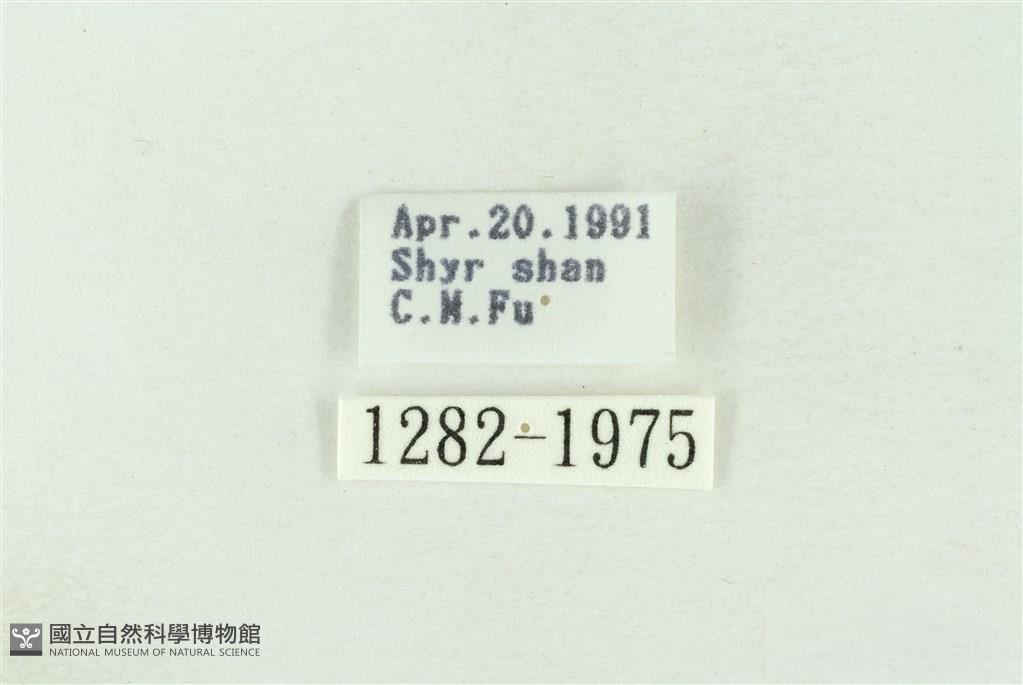 Apr.20.1991
Shyr shan
C.M.Fu
1282-1975
國立自然科學博物館
NATIONAL MUSEUM OF NATURAL SCIENCE